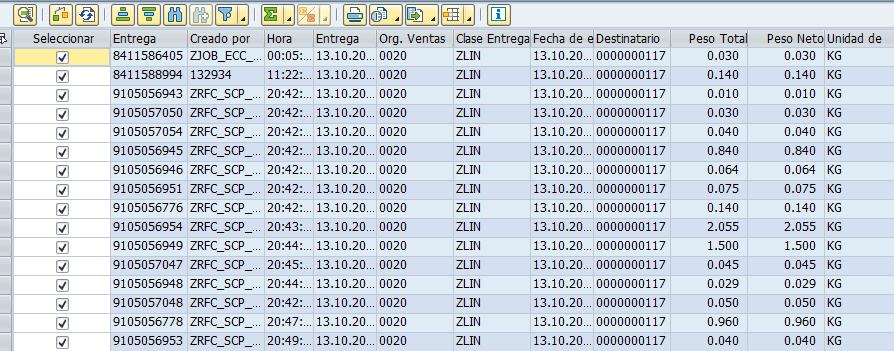 Seleccionar Entrega Creado por Hora Entrega Org. Ventas Clase Entrega Fecha de e Destinatario Peso Total Peso Neto Unidad de
8411586405 ZJOB_ECC_... 00:05:... 13.10.20... 0020 ZLIN 13.10.20... 0000000117 0.030 0.030 KG
8411588994 132934 11:22:... 13.10.20... 0020 ZLIN 13.10.20... 0000000117 0.140 0.140 KG
9105056943 ZRFC_SCP_... 20:42:... 13.10.20... 0020 ZLIN 13.10.20... 0000000117 0.010 0.010 KG
9105057050 ZRFC_SCP_... 20:42:... 13.10.20... 0020 ZLIN 13.10.20... 0000000117 0.030 0.030 KG
9105057054 ZRFC_SCP_... 20:42:... 13.10.20... 0020 ZLIN 13.10.20... 0000000117 0.040 0.040 KG
9105056945 ZRFC_SCP_... 20:42:... 13.10.20... 0020 ZLIN 13.10.20... 0000000117 0.840 0.840 KG
9105056946 ZRFC_SCP_... 20:42:... 13.10.20... 0020 ZLIN 13.10.20... 0000000117 0.064 0.064 KG
9105056951 ZRFC_SCP_... 20:42:... 13.10.20... 0020 ZLIN 13.10.20... 0000000117 0.075 0.075 KG
9105056776 ZRFC_SCP_... 20:42:... 13.10.20... 0020 ZLIN 13.10.20... 0000000117 0.140 0.140 KG
9105056954 ZRFC_SCP_... 20:43:... 13.10.20... 0020 ZLIN 13.10.20... 0000000117 2.055 2.055 KG
9105056949 ZRFC_SCP_... 20:44:... 13.10.20... 0020 ZLIN 13.10.20... 0000000117 1.500 1.500 KG
9105057047 ZRFC_SCP_... 20:45:... 13.10.20... 0020 ZLIN 13.10.20... 0000000117 0.045 0.045 KG
9105056948 ZRFC_SCP_... 20:44:... 13.10.20... 0020 ZLIN 13.10.20... 0000000117 0.029 0.029 KG
9105057048 ZRFC_SCP_... 20:42:... 13.10.20... 0020 ZLIN 13.10.20... 0000000117 0.050 0.050 KG
9105056778 ZRFC_SCP_... 20:47:... 13.10.20... 0020 ZLIN 13.10.20... 0000000117 0.960 0.960 KG
9105056953 ZRFC_SCP_... 20:49:... 13.10.20... 0020 ZLIN 13.10.20... 0000000117 0.040 0.040 KG